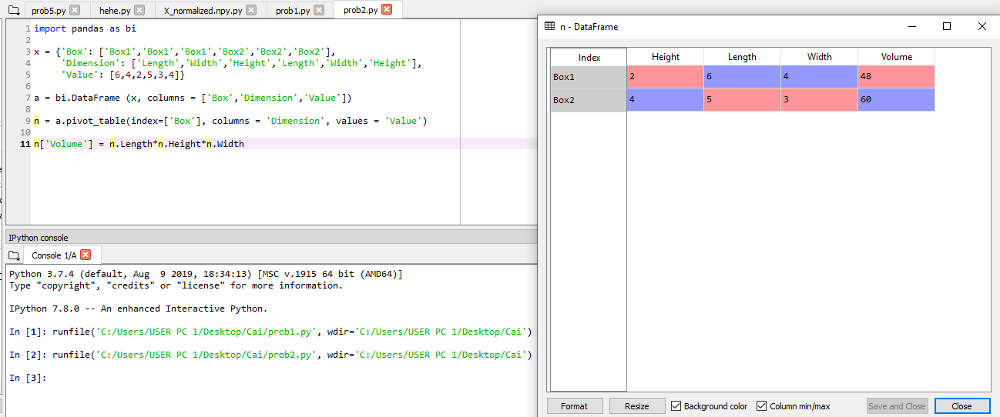 prob5.py hehe.py X_normalized.npy.py prob1.py prob2.py
1 import pandas as bi
2
3 x = {'Box': ['Box1','Box1','Box1','Box2','Box2','Box2'],
4 'Dimension': ['Length','Width','Height','Length','Width','Height'],
5 'Value': [6,4,2,5,3,4]}
6
7 a = bi.DataFrame (x, columns = ['Box','Dimension','Value'])
8
9 n = a.pivot_table(index=['Box'], columns = 'Dimension', values = 'Value')
10
11 n['Volume'] = n.Length*n.Height*n.Width
IPython console
Console 1/A
Python 3.7.4 (default, Aug  9 2019, 18:34:13) [MSC v.1915 64 bit (AMD64)]
Type "copyright", "credits" or "license" for more information.
IPython 7.8.0 -- An enhanced Interactive Python.
In [1]: runfile('C:/Users/USER PC 1/Desktop/Cai/prob1.py', wdir='C:/Users/USER PC 1/Desktop/Cai')
In [2]: runfile('C:/Users/USER PC 1/Desktop/Cai/prob2.py', wdir='C:/Users/USER PC 1/Desktop/Cai')
In [3]:
n - DataFrame
Index Height Length Width Volume
Box1 2 6 4 48
Box2 4 5 3 60
Format Resize Background color Column min/max Save and Close Close